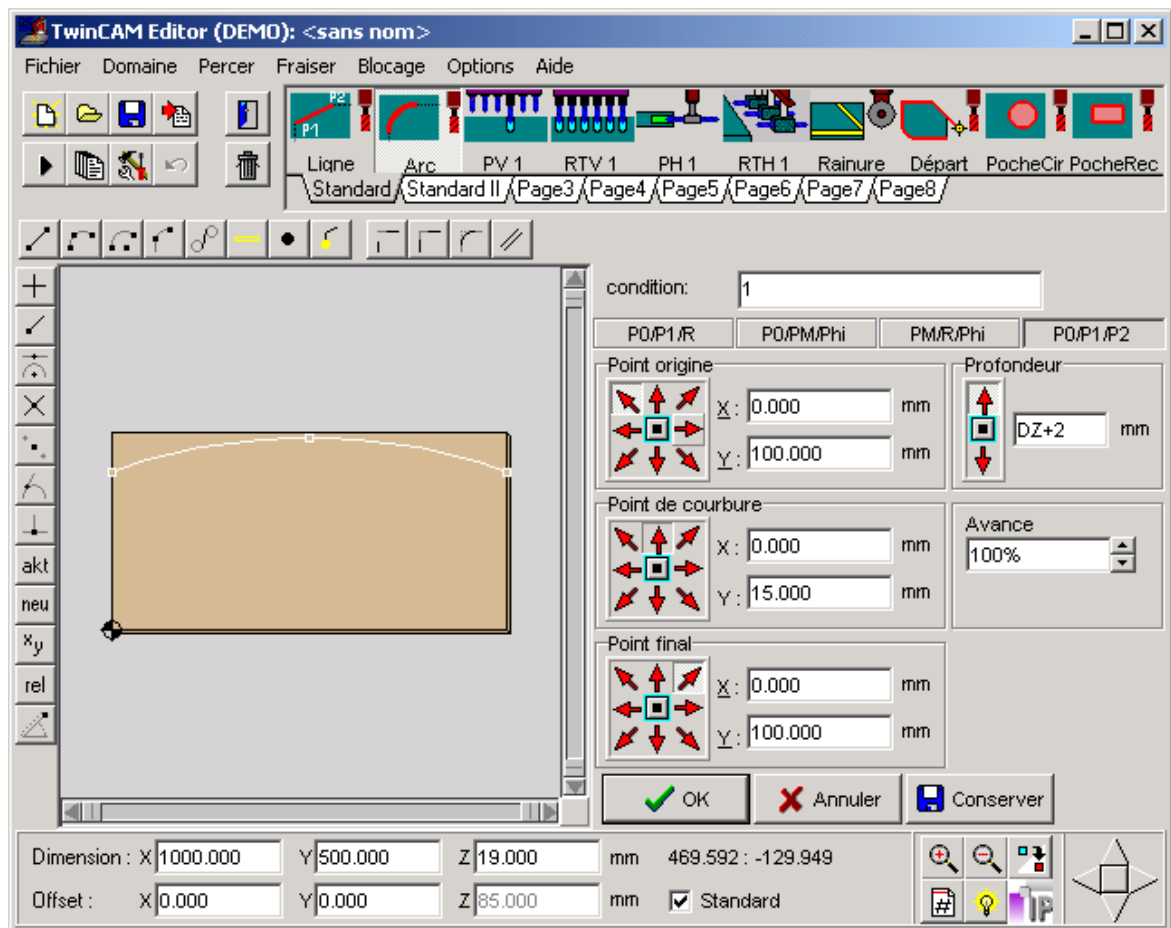 TwinCAM Editor (DEMO): <sans nom>
Fichier Domaine Percer Fraiser Blocage Options Aide
P2
P1
Ligne Arc PV 1 RTV 1 PH 1 RTH 1 Rainure Départ PocheCir PocheRec
Standard Standard II Page3 Page4 Page5 Page6 Page7 Page8
condition: 1
P0/P1/R P0/PM/Phi PM/R/Phi P0/P1/P2
Point origine
X : 0.000 mm
Y : 100.000 mm
Profondeur
DZ+2 mm
Point de courbure
X : 0.000 mm
Y : 15.000 mm
Avance
100%
Point final
X : 0.000 mm
Y : 100.000 mm
akt
neu
xy
rel
OK Annuler Conserver
Dimension : X 1000.000 Y 500.000 Z 19.000 mm 469.592 : -129.949
Offset : X 0.000 Y 0.000 Z 85.000 mm Standard
#
IP